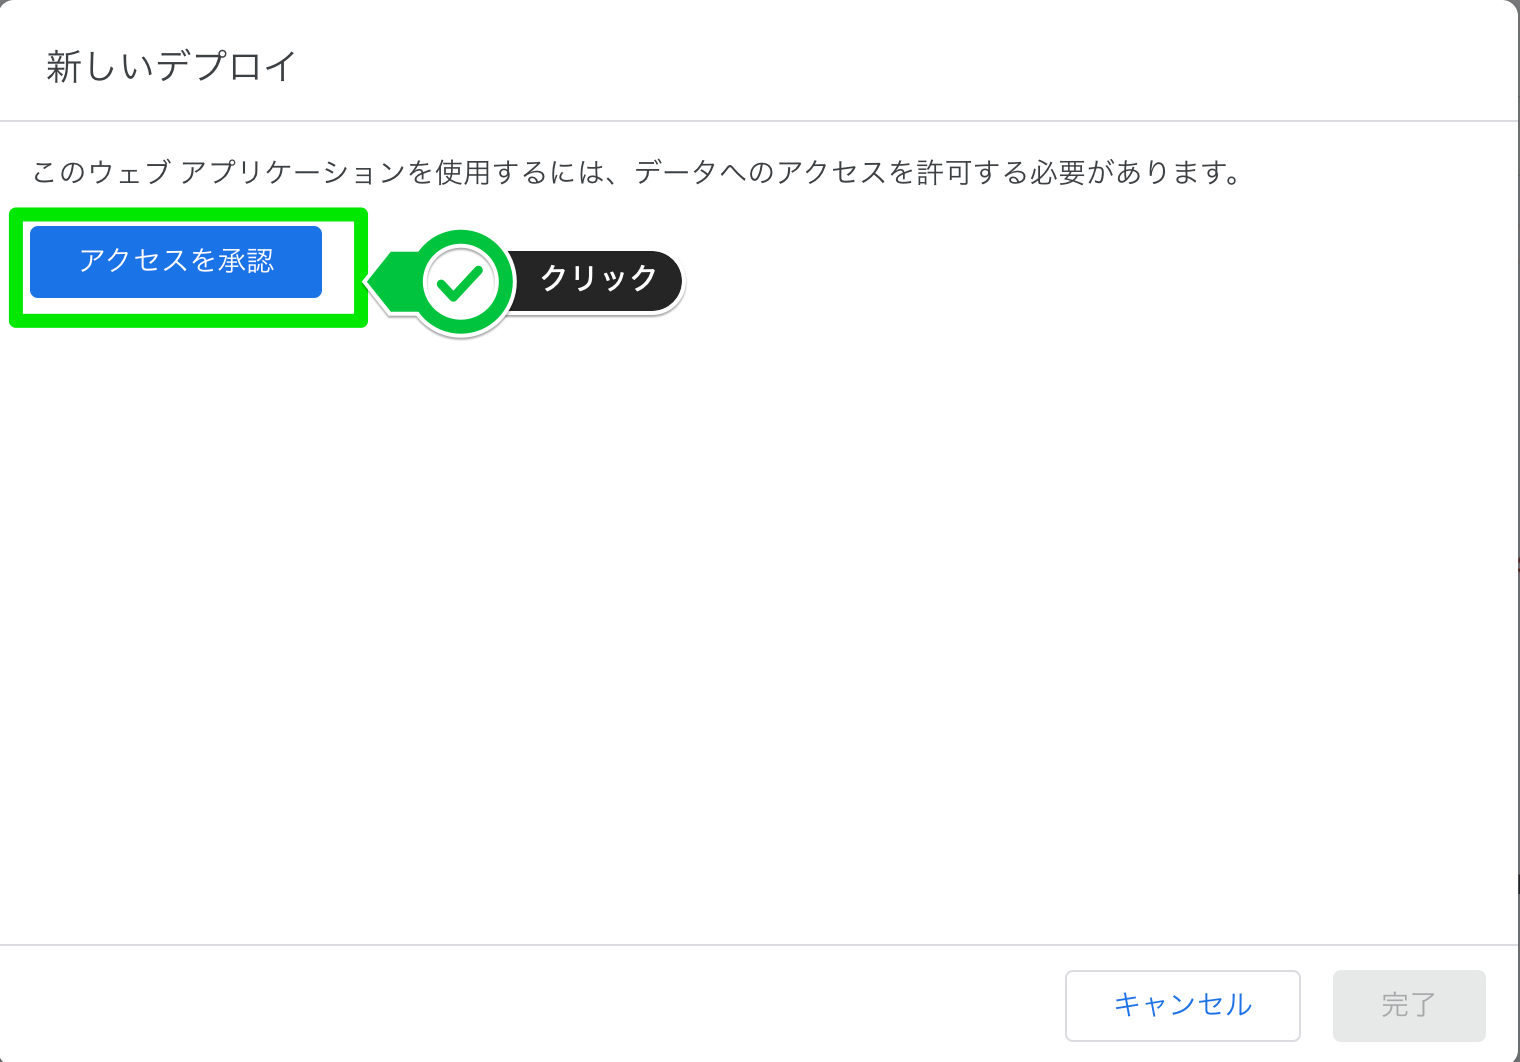 新しいデプロイ
このウェブ アプリケーションを使用するには、データへのアクセスを許可する必要があります。
アクセスを承認
クリック
キャンセル
完了